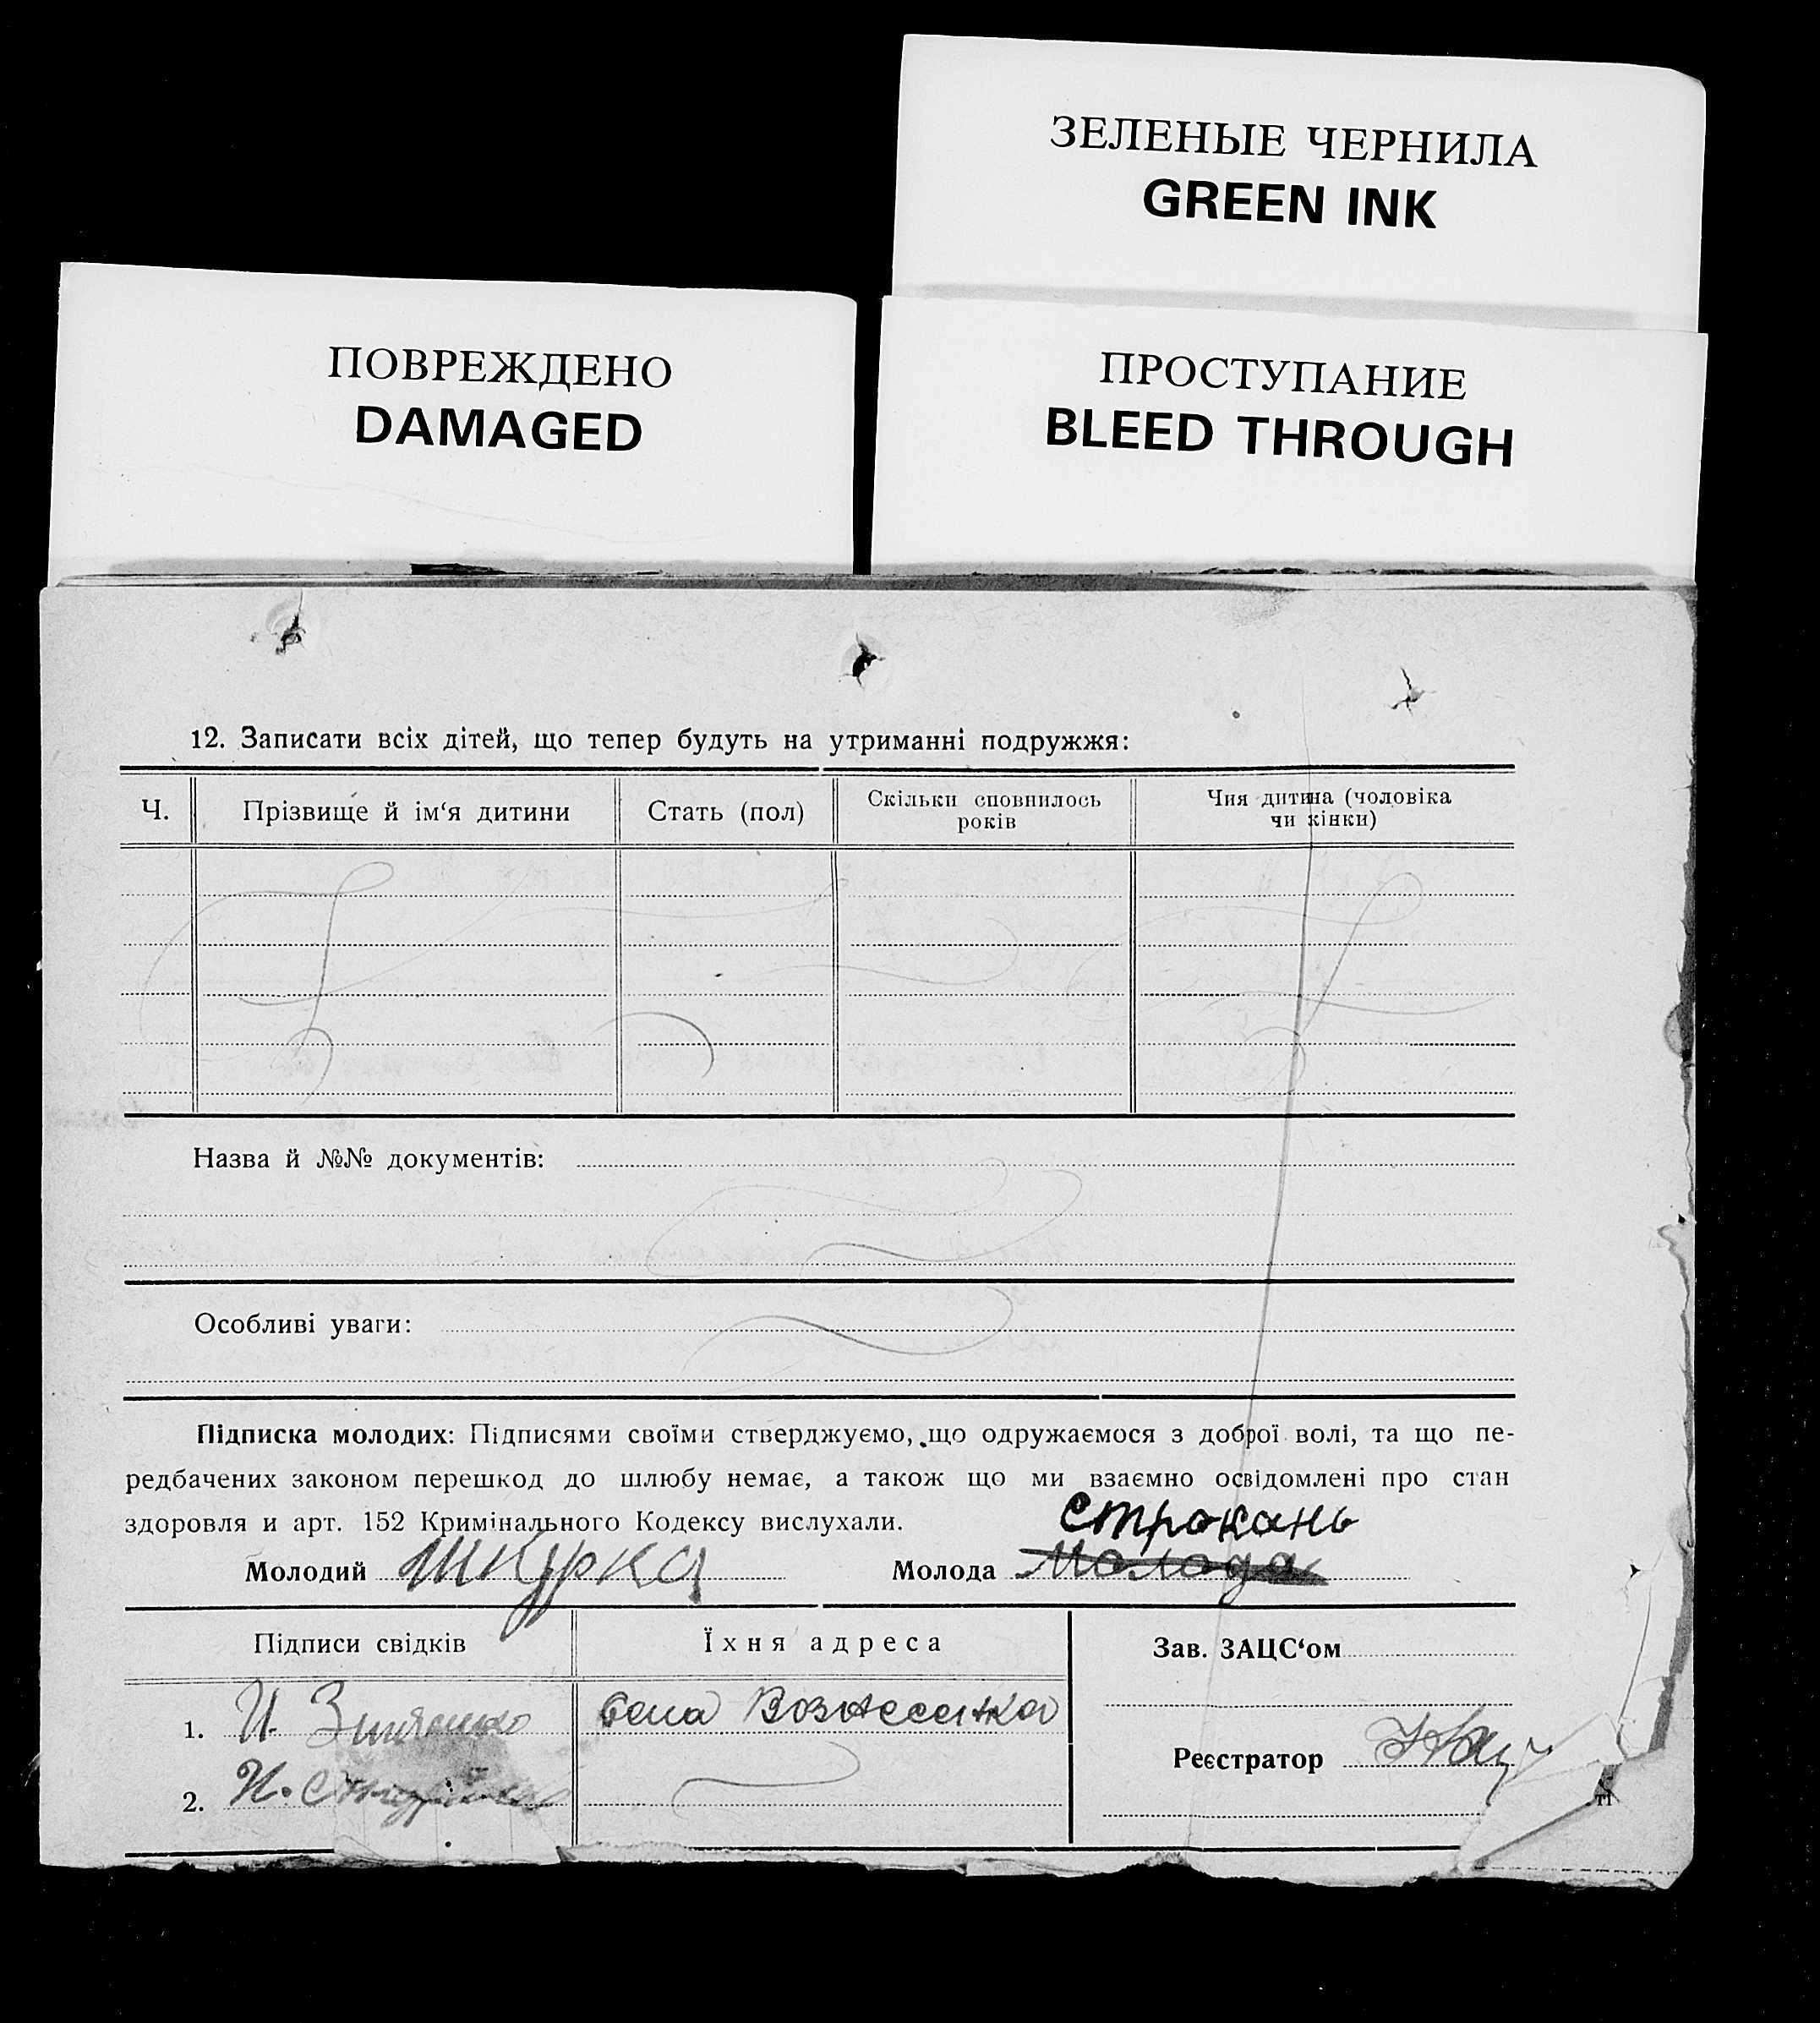 ЗЕЛЕНЫЕ ЧЕРНИЛА
GREEN INK
ПОВРЕЖДЕНО
DAMAGED
ПРОСТУПАНИЕ
BLEED THROUGH
12. Записати всіх дітей, що тепер будуть на утриманні подружжя:
Ч. Прізвище й ім‘я дитини Стать (пол) Скільки сповнилось років Чия дитина (чоловіка чи жінки)
Назва й №№ документів:
Особливі уваги:
Підписка молодих: Підписями своїми стверджуємо, що одружаємося з доброї волі, та що пе-
редбачених законом перешкод до шлюбу немає, а також що ми взаємно освідомлені про стан
здоровля и арт. 152 Кримінального Кодексу вислухали.
Строкань
Молодий Шкурка Молода Молода
Підписи свідків Їхня адреса Зав. ЗАЦС‘ом
1. И. села Вознесенка
Реєстратор
2. И.